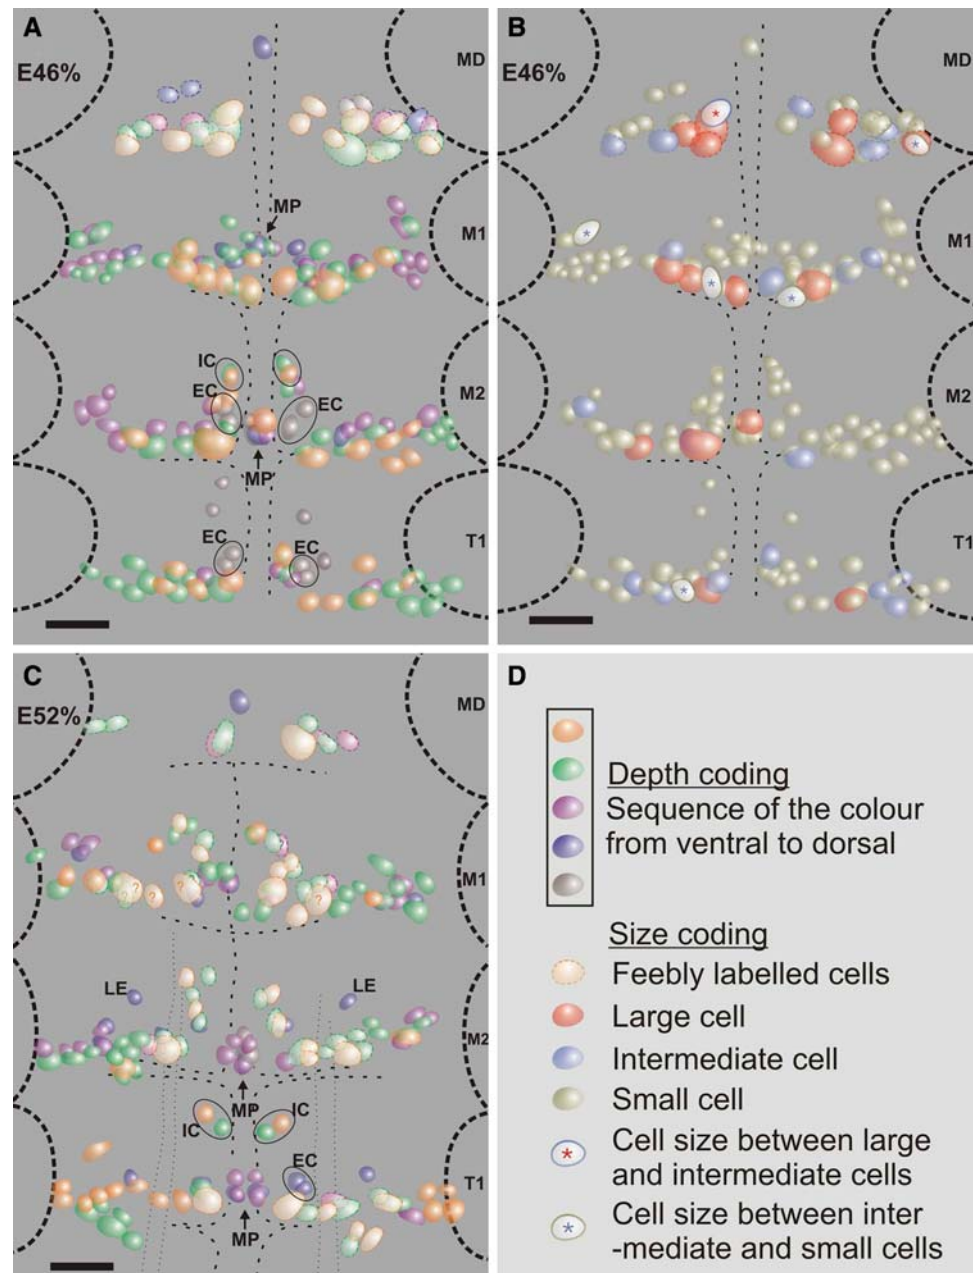 A
E46%
MD
MP
M1
IC
EC
EC
M2
MP
EC
EC
T1
B
E46%
MD
M1
M2
T1
C
E52%
MD
?
? ? ?
?
M1
LE
LE
M2
MP
IC
IC
EC
T1
MP
D
Depth coding
Sequence of the colour
from ventral to dorsal
Size coding
Feebly labelled cells
Large cell
Intermediate cell
Small cell
* Cell size between large
and intermediate cells
* Cell size between inter
-mediate and small cells